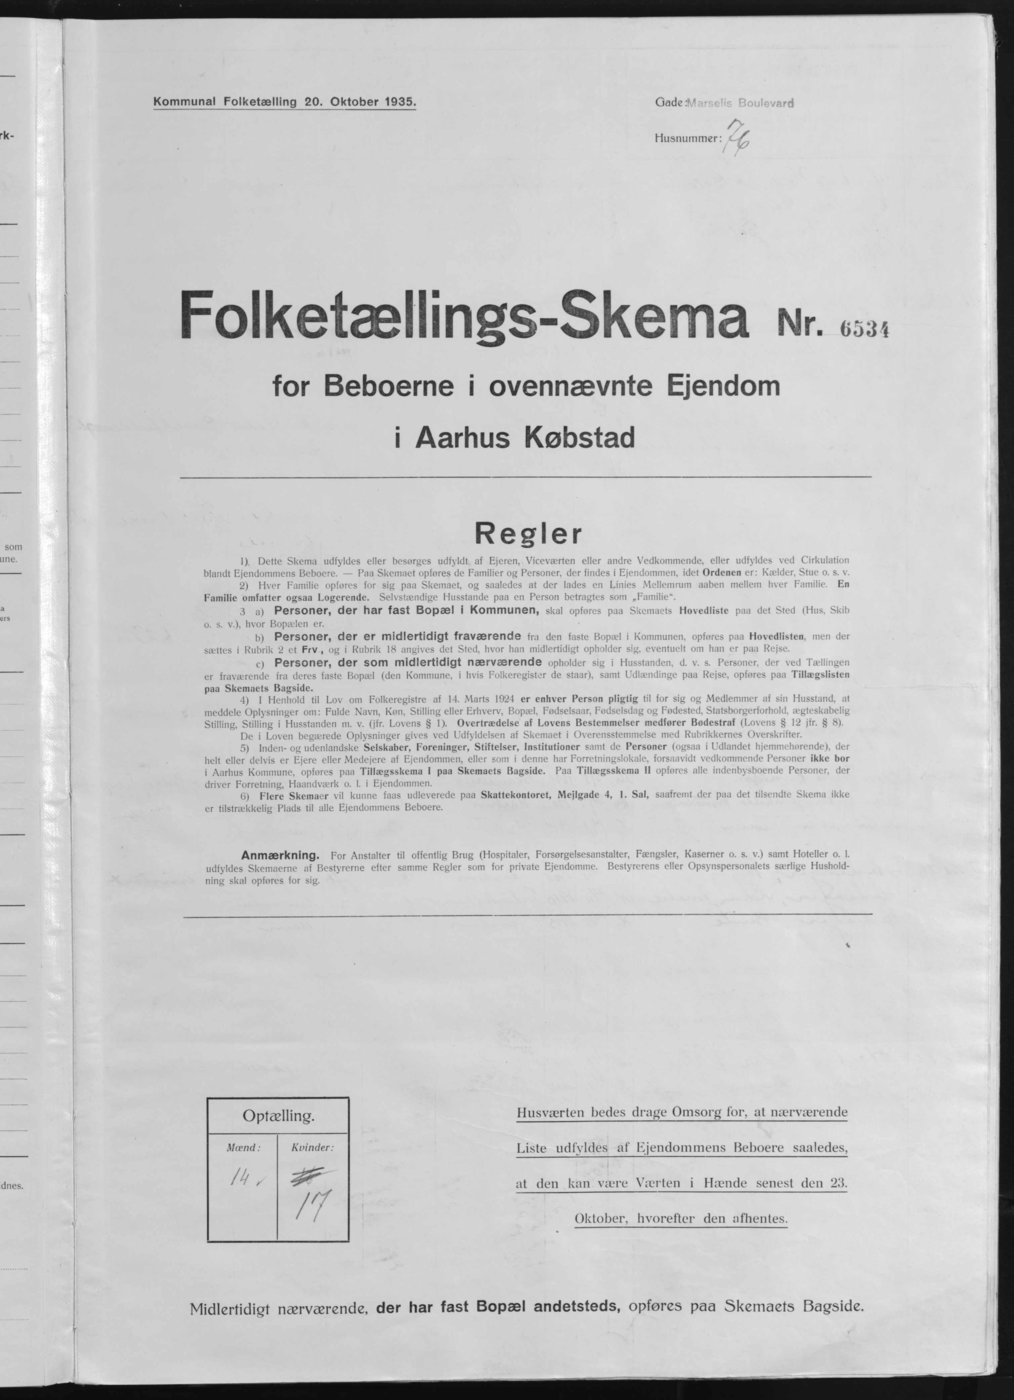 rk-
som
une.
a
ers
dnes.
Kommunal Folketælling 20. Oktober 1935.
Gade: Marselis Boulevard
Husnummer: 76
Folketællings-Skema Nr. 6534
for Beboerne i ovennævnte Ejendom
i Aarhus Købstad
Regler
1) Dette Skema udfyldes eller besørges udfyldt af Ejeren, Viceværten eller andre Vedkommende, eller udfyldes ved Cirkulation
blandt Ejendommens Beboere. — Paa Skemaet opføres de Familier og Personer, der findes i Ejendommen, idet Ordenen er: Kælder, Stue o. s. v.
2) Hver Familie opføres for sig paa Skemaet, og saaledes at der lades en Linies Mellemrum aaben mellem hver Familie. En
Familie omfatter ogsaa Logerende. Selvstændige Husstande paa en Person betragtes som „Familie“.
3 a) Personer, der har fast Bopæl i Kommunen, skal opføres paa Skemaets Hovedliste paa det Sted (Hus, Skib
o. s. v.), hvor Bopælen er.
b) Personer, der er midlertidigt fraværende fra den faste Bopæl i Kommunen, opføres paa Hovedlisten, men der
sættes i Rubrik 2 et Frv., og i Rubrik 18 angives det Sted, hvor han midlertidigt opholder sig, eventuelt om han er paa Rejse.
c) Personer, der som midlertidigt nærværende opholder sig i Husstanden, d. v. s. Personer, der ved Tællingen
er fraværende fra deres faste Bopæl (den Kommune, i hvis Folkeregister de staar), samt Udlændinge paa Rejse, opføres paa Tillægslisten
paa Skemaets Bagside.
4) I Henhold til Lov om Folkeregistre af 14. Marts 1924 er enhver Person pligtig til for sig og Medlemmer af sin Husstand, at
meddele Oplysninger om: Fulde Navn, Køn, Stilling eller Erhverv, Bopæl, Fødselsaar, Fødselsdag og Fødested, Statsborgerforhold, ægteskabelig
Stilling, Stilling i Husstanden m. v. (jfr. Lovens § 1). Overtrædelse af Lovens Bestemmelser medfører Bødestraf (Lovens § 12 jfr. § 8).
De i Loven begærede Oplysninger gives ved Udfyldelsen af Skemaet i Overensstemmelse med Rubrikkernes Overskrifter.
5) Inden- og udenlandske Selskaber, Foreninger, Stiftelser, Institutioner samt de Personer (ogsaa i Udlandet hjemmehørende), der
helt eller delvis er Ejere eller Medejere af Ejendommen, eller som i denne har Forretningslokale, forsaavidt vedkommende Personer ikke bor
i Aarhus Kommune, opføres paa Tillægsskema I paa Skemaets Bagside. Paa Tillægsskema II opføres alle indenbysboende Personer, der
driver Forretning, Haandværk o. l. i Ejendommen.
6) Flere Skemaer vil kunne faas udleverede paa Skattekontoret, Mejlgade 4, 1. Sal, saafremt der paa det tilsendte Skema ikke
er tilstrækkelig Plads til alle Ejendommens Beboere.
Anmærkning. For Anstalter til offentlig Brug (Hospitaler, Forsørgelsesanstalter, Fængsler, Kaserner o. s. v.) samt Hoteller o. l.
udfyldes Skemaerne af Bestyrerne efter samme Regler som for private Ejendomme. Bestyrerens eller Opsynspersonalets særlige Hushold-
ning skal opføres for sig.
Optælling.
Mænd: Kvinder:
14
17
Husværten bedes drage Omsorg for, at nærværende
Liste udfyldes af Ejendommens Beboere saaledes,
at den kan være Værten i Hænde senest den 23.
Oktober, hvorefter den afhentes.
Midlertidigt nærværende, der har fast Bopæl andetsteds, opføres paa Skemaets Bagside.